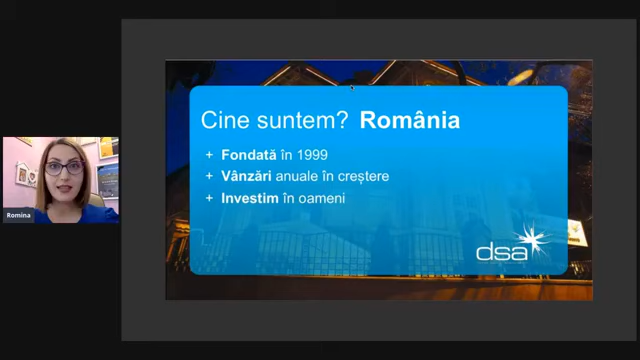 Cine suntem? România
+ Fondată în 1999
+ Vânzări anuale în creștere
+ Investim în oameni
Romina
dsa